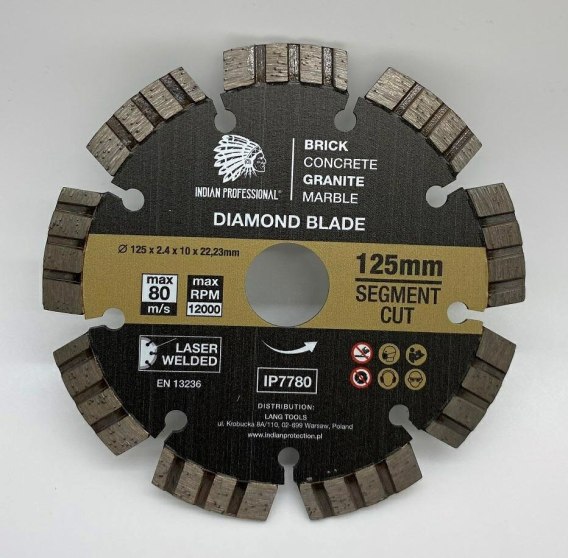 BRICK
CONCRETE
GRANITE
MARBLE
INDIAN PROFESSIONAL®
DIAMOND BLADE
Ø 125 x 2.4 x 10 x 22,23mm
max
80
m/s
max
RPM
12000
125mm
SEGMENT
CUT
LASER
WELDED
EN 13236
IP7780
DISTRIBUTION:
LANG TOOLS
ul. Krobucka 8A/110, 02-699 Warsaw, Poland
www.indianprotection.pl